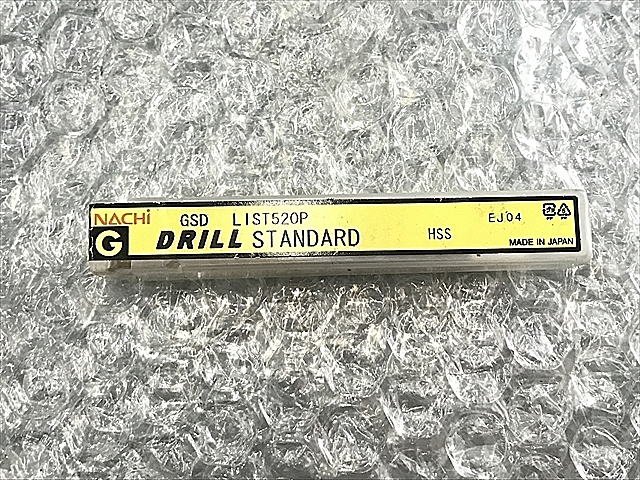 NACHi GSD LIST520P EJ04
G DRILL STANDARD HSS MADE IN JAPAN